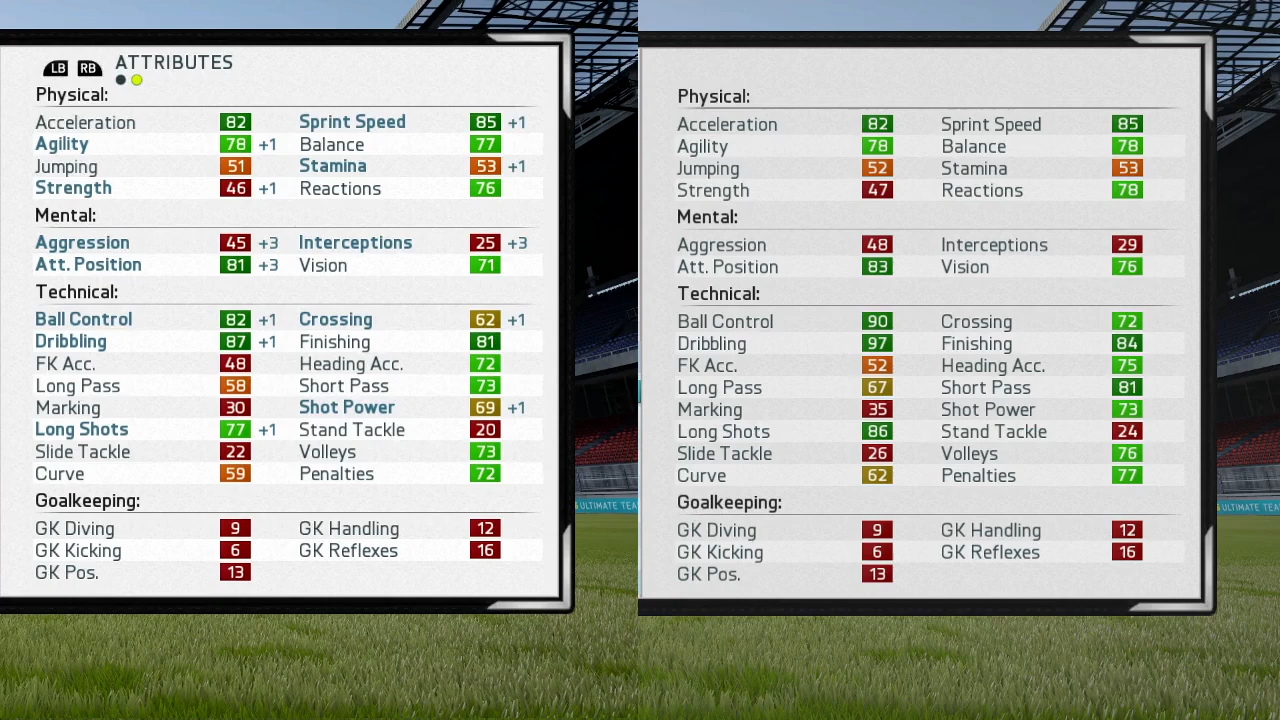 LB RB ATTRIBUTES
Physical:
Acceleration 82 Sprint Speed 85 +1
Agility 78 +1 Balance 77
Jumping 51 Stamina 53 +1
Strength 46 +1 Reactions 76
Mental:
Aggression 45 +3 Interceptions 25 +3
Att. Position 81 +3 Vision 71
Technical:
Ball Control 82 +1 Crossing 62 +1
Dribbling 87 +1 Finishing 81
FK Acc. 48 Heading Acc. 72
Long Pass 58 Short Pass 73
Marking 30 Shot Power 69 +1
Long Shots 77 +1 Stand Tackle 20
Slide Tackle 22 Volleys 73
Curve 59 Penalties 72
Goalkeeping:
GK Diving 9 GK Handling 12
GK Kicking 6 GK Reflexes 16
GK Pos. 13
ULTIMATE TEA
Physical:
Acceleration 82 Sprint Speed 85
Agility 78 Balance 78
Jumping 52 Stamina 53
Strength 47 Reactions 78
Mental:
Aggression 48 Interceptions 29
Att. Position 83 Vision 76
Technical:
Ball Control 90 Crossing 72
Dribbling 97 Finishing 84
FK Acc. 52 Heading Acc. 75
Long Pass 67 Short Pass 81
Marking 35 Shot Power 73
Long Shots 86 Stand Tackle 24
Slide Tackle 26 Volleys 76
Curve 62 Penalties 77
Goalkeeping:
GK Diving 9 GK Handling 12
GK Kicking 6 GK Reflexes 16
GK Pos. 13
ULTIMATE TEA